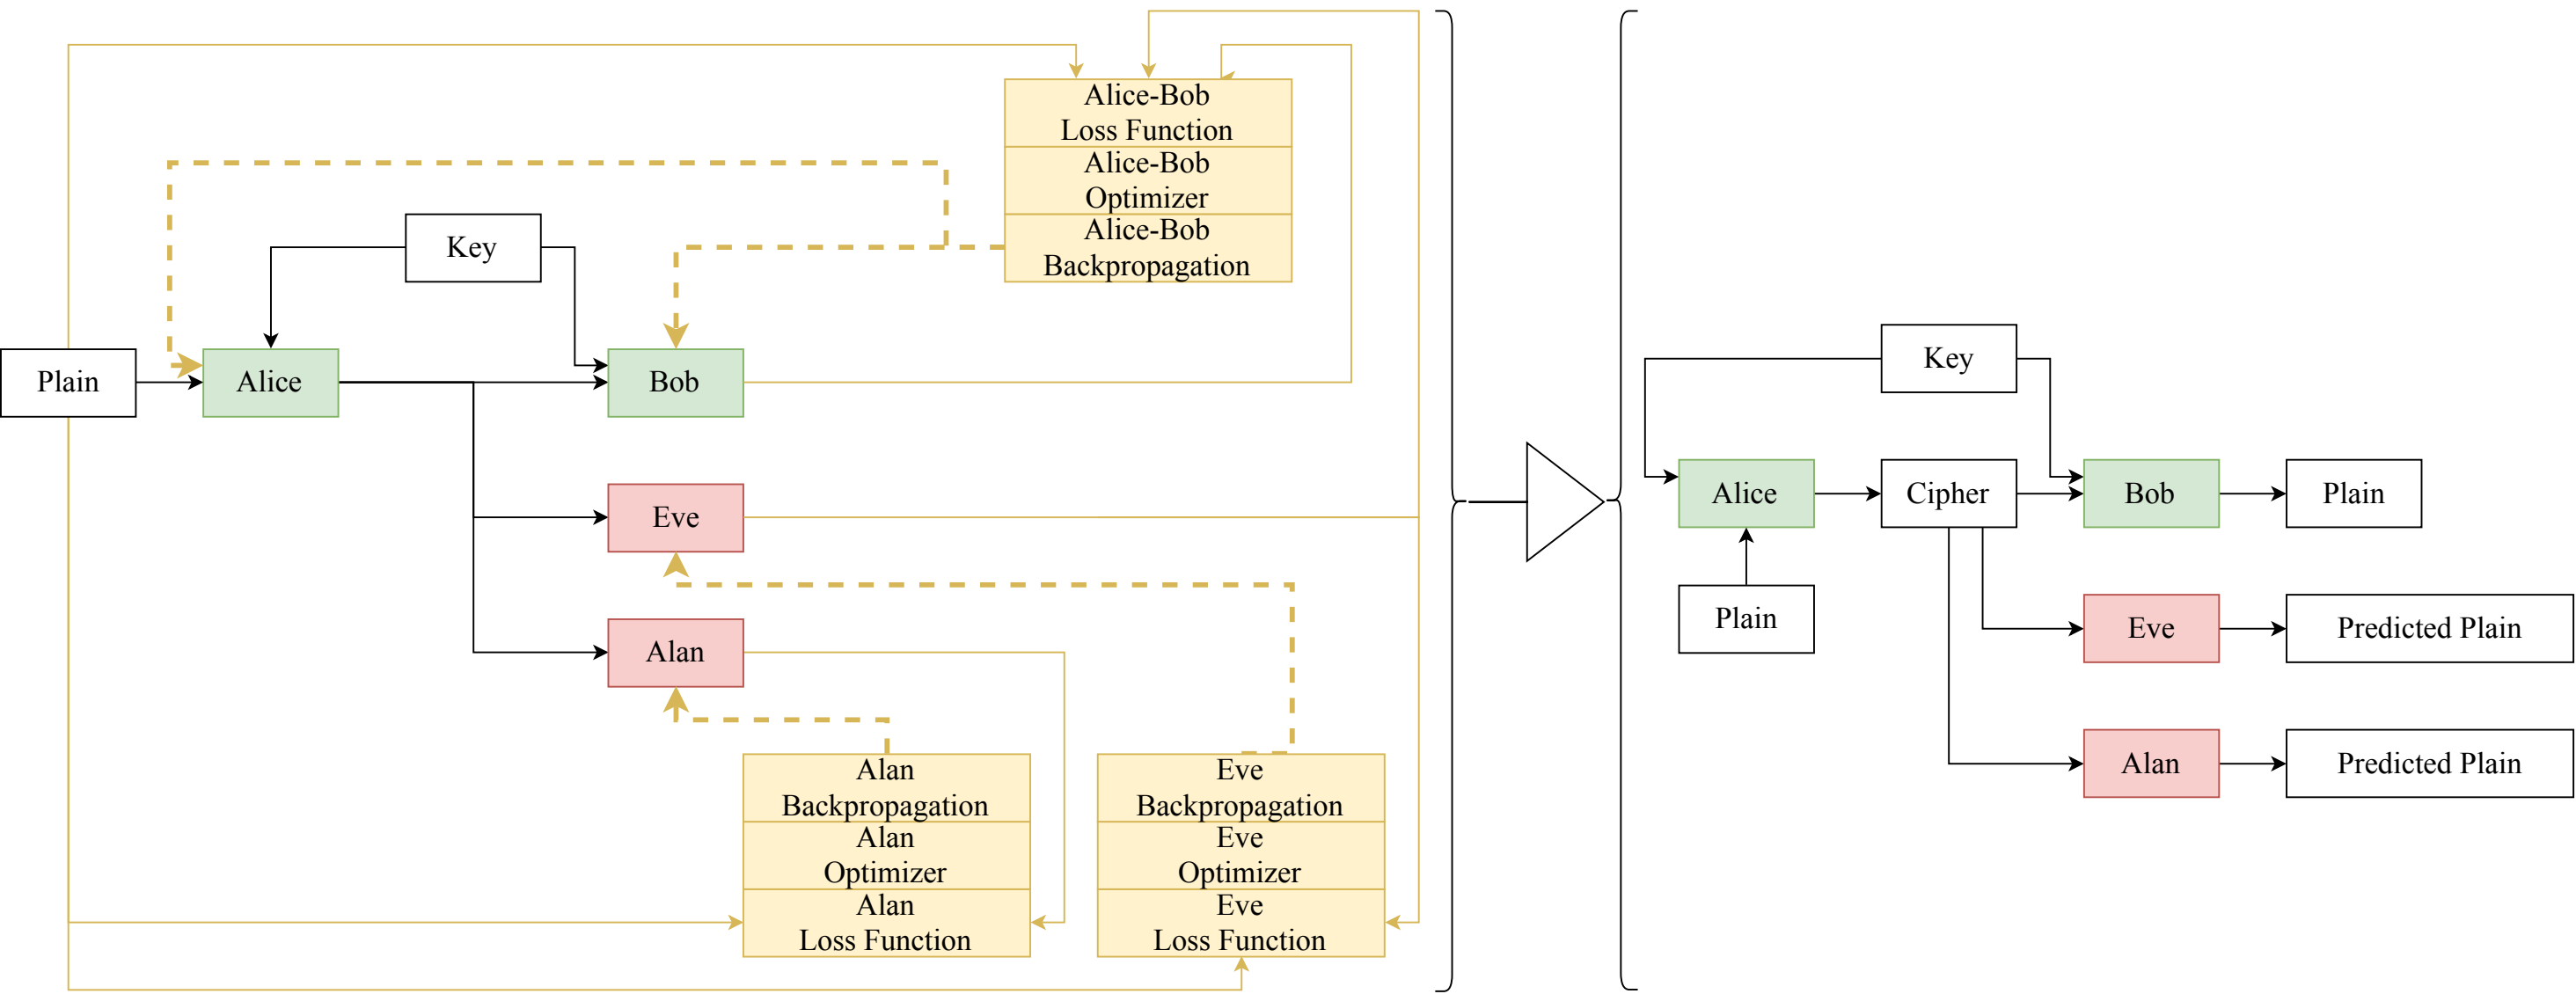 Alice-Bob
Loss Function
Alice-Bob
Optimizer
Alice-Bob
Backpropagation
Key
Plain
Alice
Bob
Eve
Alan
Alan
Backpropagation
Alan
Optimizer
Alan
Loss Function
Eve
Backpropagation
Eve
Optimizer
Eve
Loss Function
Key
Alice
Cipher
Bob
Plain
Plain
Eve
Predicted Plain
Alan
Predicted Plain